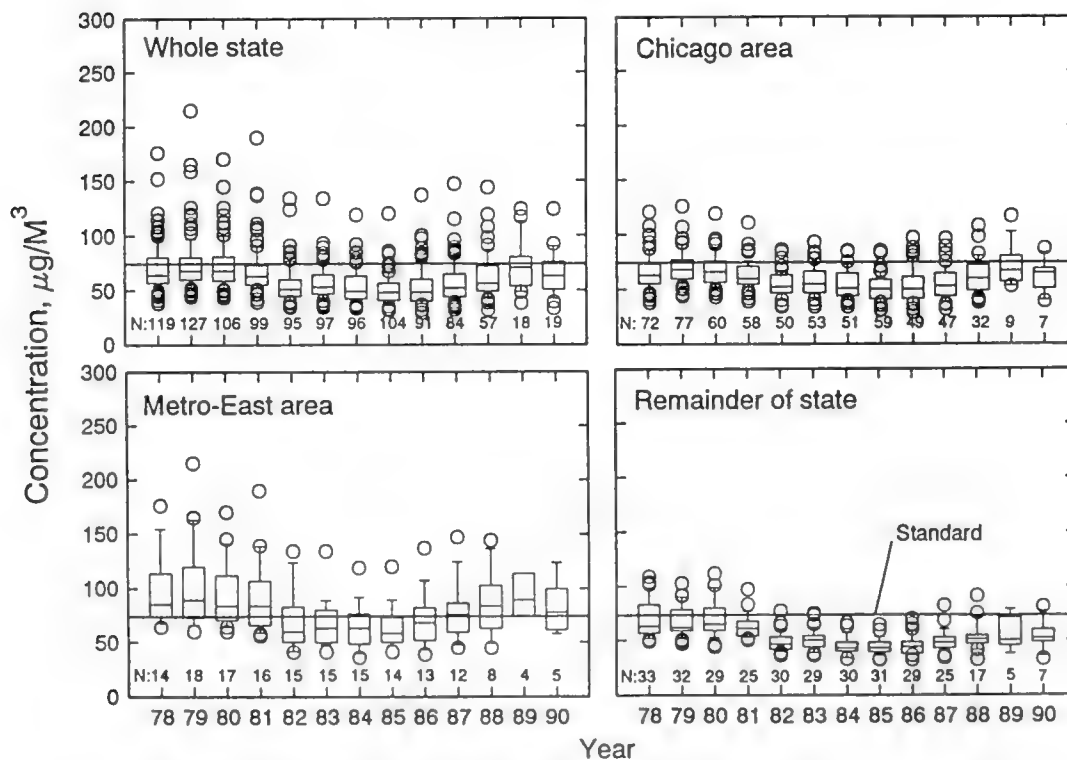 Concentration, μg/M³
300
250
200
150
100
50
0
Whole state
N:119 127 106 99 95 97 96 104 91 84 57 18 19
Chicago area
N: 72 77 60 58 50 53 51 59 49 47 32 9 7
300
250
200
150
100
50
0
Metro-East area
N:14 18 17 16 15 15 15 14 13 12 8 4 5
78 79 80 81 82 83 84 85 86 87 88 89 90
Remainder of state
Standard
N:33 32 29 25 30 29 30 31 29 25 17 5 7
78 79 80 81 82 83 84 85 86 87 88 89 90
Year